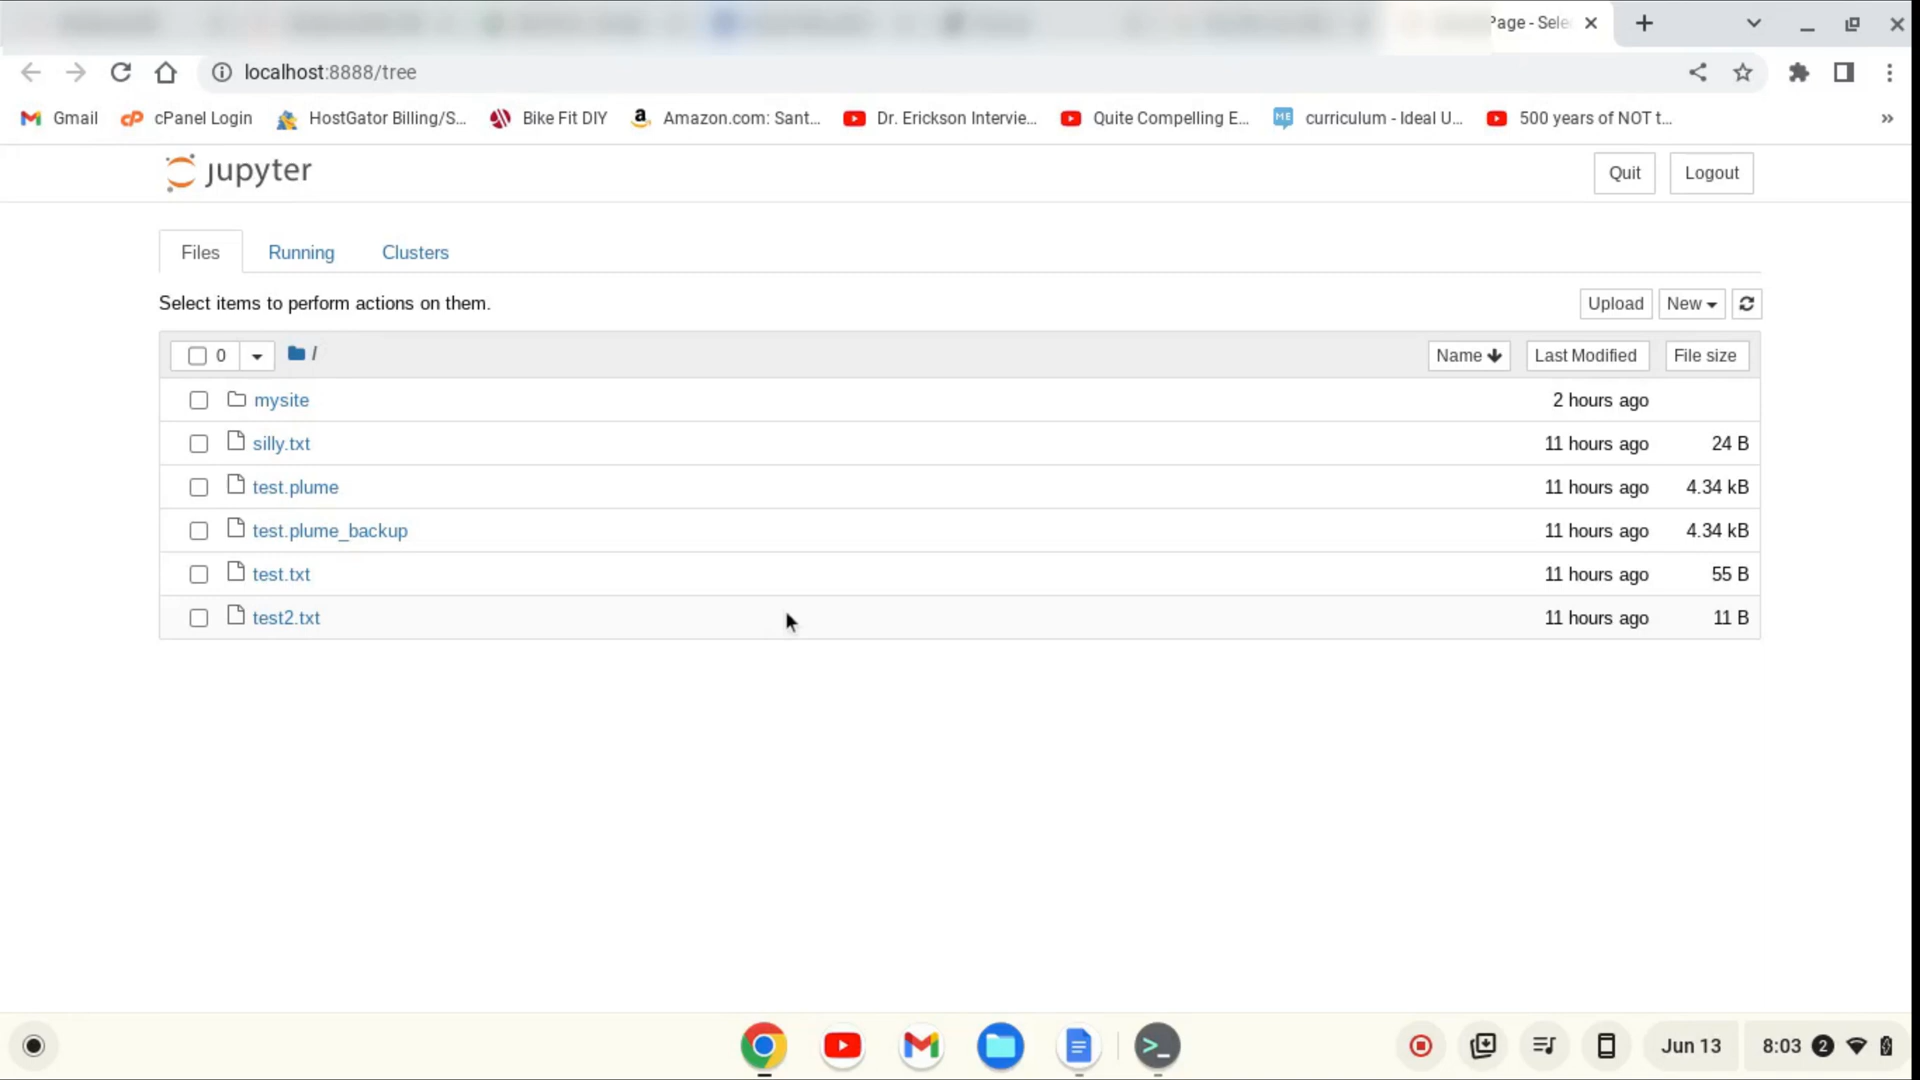 Page - Sele
localhost:8888/tree
Gmail cPanel Login HostGator Billing/S... Bike Fit DIY Amazon.com: Sant... Dr. Erickson Intervie... Quite Compelling E... curriculum - Ideal U... 500 years of NOT t... »
jupyter Quit Logout
Files Running Clusters
Select items to perform actions on them. Upload New
0 / Name Last Modified File size
mysite 2 hours ago
silly.txt 11 hours ago 24 B
test.plume 11 hours ago 4.34 kB
test.plume_backup 11 hours ago 4.34 kB
test.txt 11 hours ago 55 B
test2.txt 11 hours ago 11 B
Jun 13 8:03 2